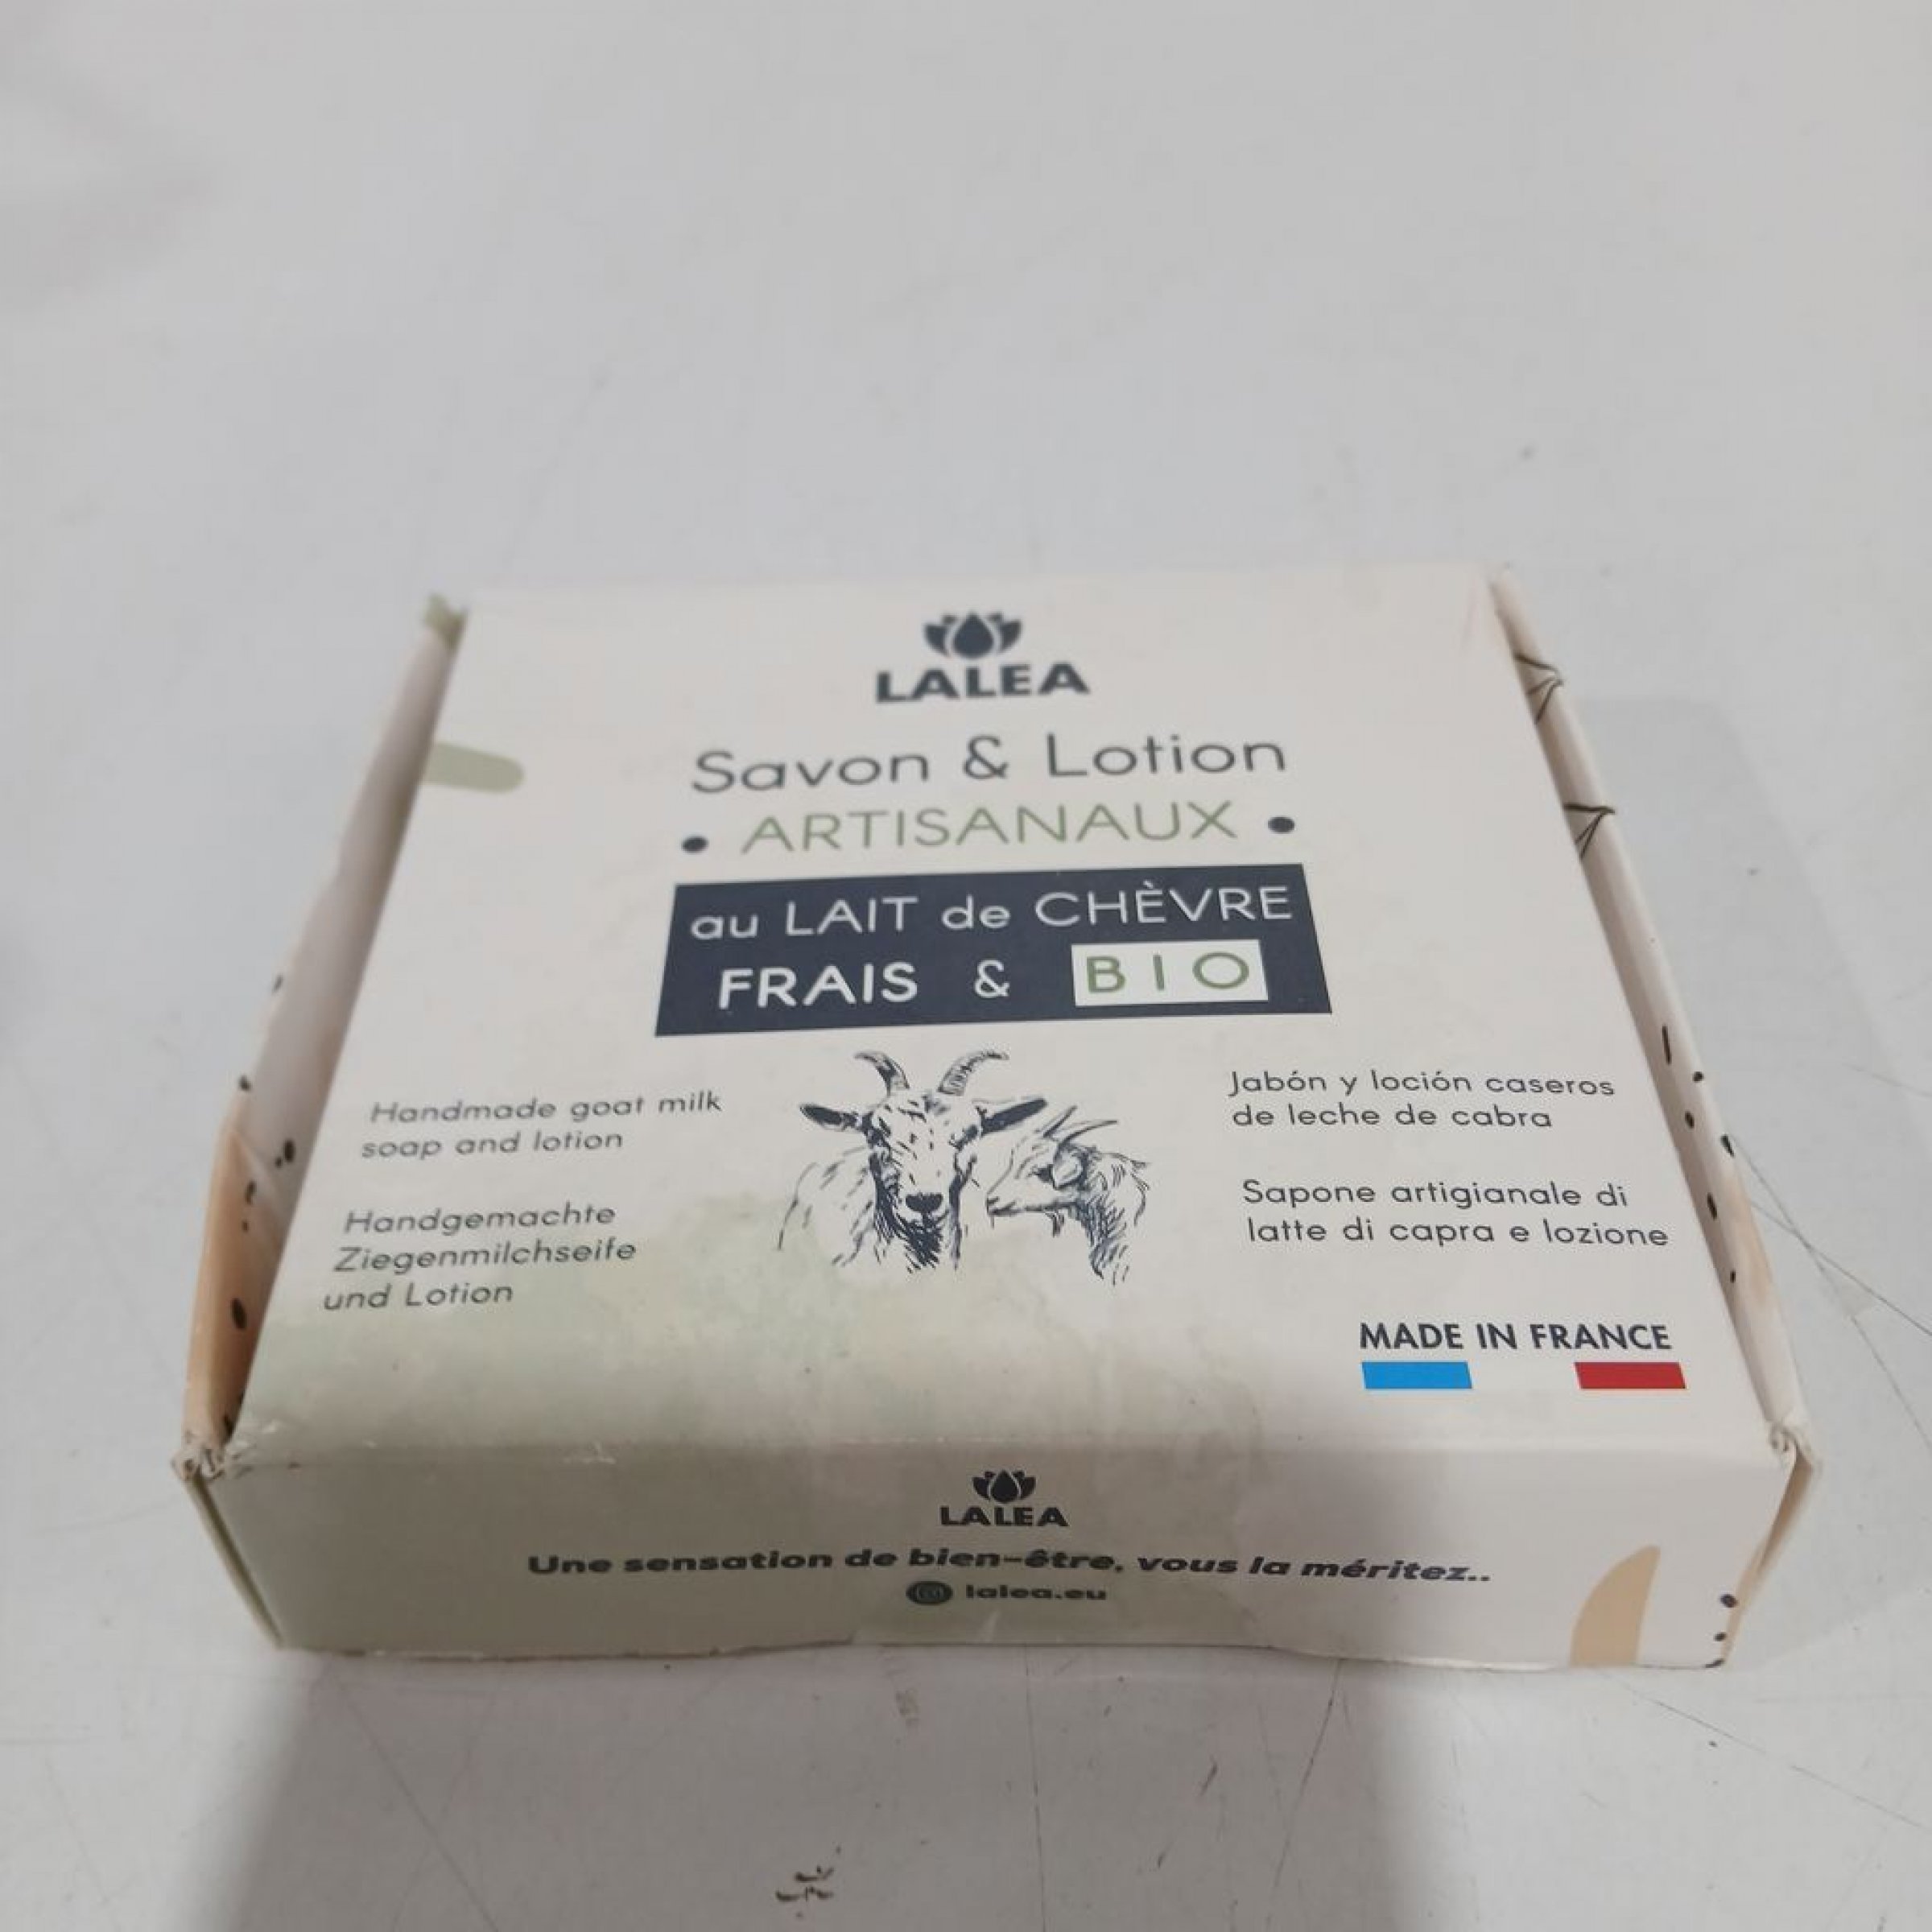 LALEA
Savon & Lotion
• ARTISANAUX •
au LAIT de CHÈVRE
FRAIS & BIO
Handmade goat milk
soap and lotion
Handgemachte
Ziegenmilchseife
und Lotion
Jabón y loción caseros
de leche de cabra
Sapone artigianale di
latte di capra e lozione
MADE IN FRANCE
LALEA
Une sensation de bien-être, vous la méritez..
lalea.eu